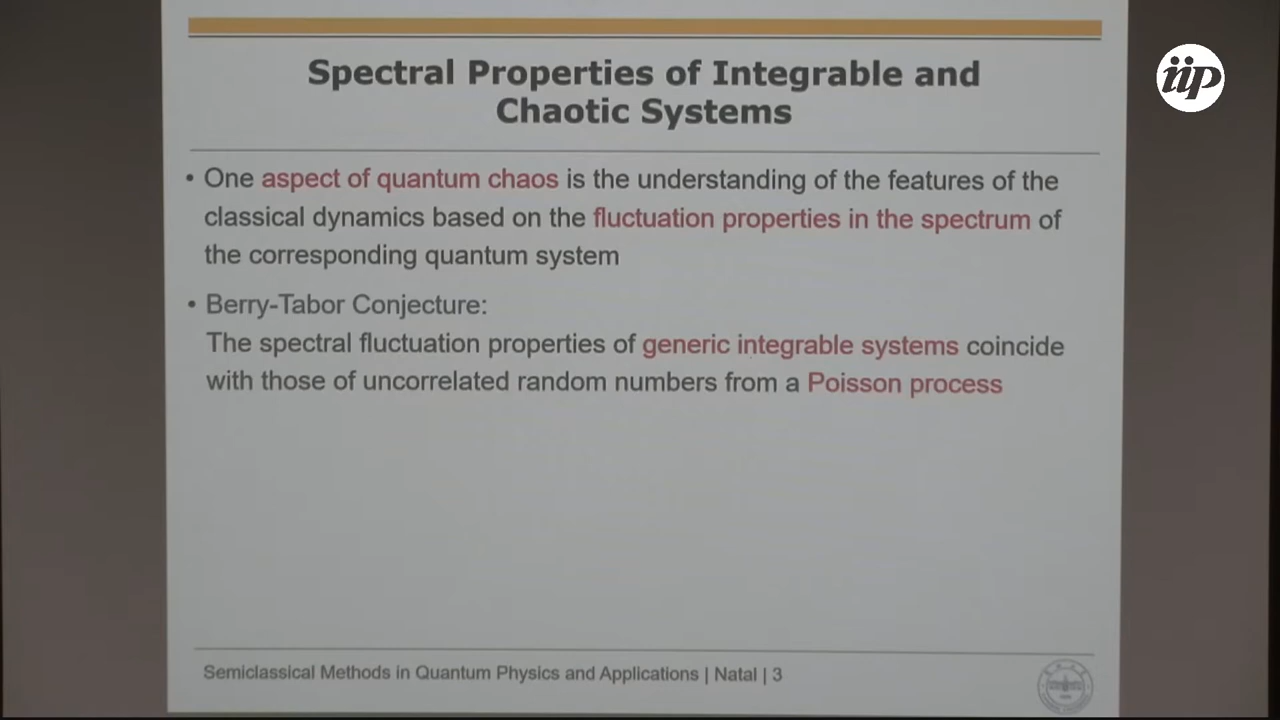 iip
Spectral Properties of Integrable and
Chaotic Systems
• One aspect of quantum chaos is the understanding of the features of the
classical dynamics based on the fluctuation properties in the spectrum of
the corresponding quantum system
• Berry-Tabor Conjecture:
The spectral fluctuation properties of generic integrable systems coincide
with those of uncorrelated random numbers from a Poisson process
Semiclassical Methods in Quantum Physics and Applications | Natal | 3